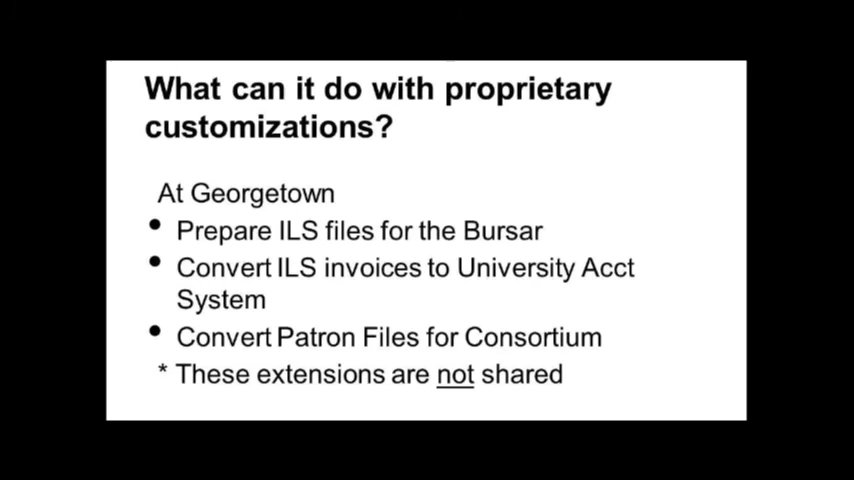 What can it do with proprietary
customizations?
At Georgetown
• Prepare ILS files for the Bursar
• Convert ILS invoices to University Acct
System
• Convert Patron Files for Consortium
* These extensions are not shared